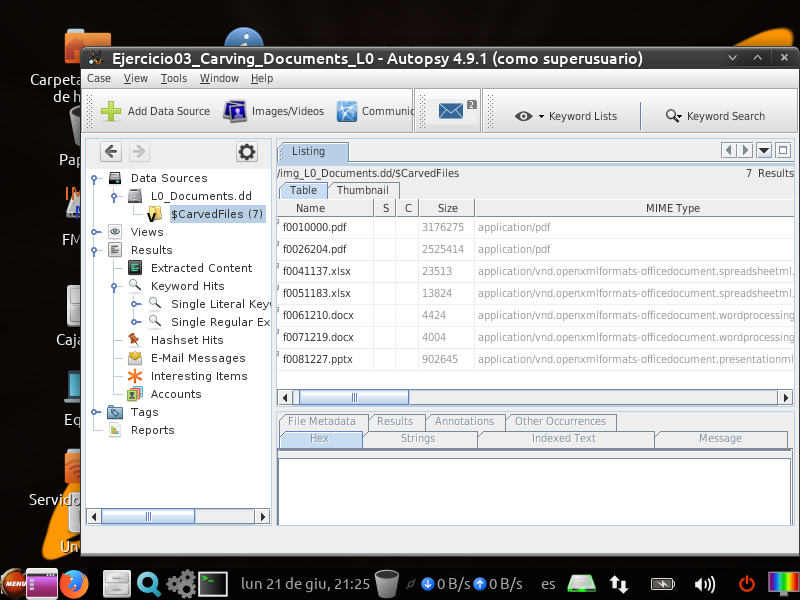 Ejercicio03_Carving_Documents_L0 - Autopsy 4.9.1 (como superusuario)
Case View Tools Window Help
Add Data Source Images/Videos Communic 2 Keyword Lists Keyword Search
Listing
/img_L0_Documents.dd/$CarvedFiles 7 Results
Table Thumbnail
Name S C Size MIME Type
f0010000.pdf 3176275 application/pdf
f0026204.pdf 2525414 application/pdf
f0041137.xlsx 23513 application/vnd.openxmlformats-officedocument.spreadsheetml.
f0051183.xlsx 13824 application/vnd.openxmlformats-officedocument.spreadsheetml.
f0061210.docx 4424 application/vnd.openxmlformats-officedocument.wordprocessing
f0071219.docx 4004 application/vnd.openxmlformats-officedocument.wordprocessing
f0081227.pptx 902645 application/vnd.openxmlformats-officedocument.presentationml
Data Sources
L0_Documents.dd
$CarvedFiles (7)
Views
Results
Extracted Content
Keyword Hits
Single Literal Key
Single Regular Ex
Hashset Hits
E-Mail Messages
Interesting Items
Accounts
Tags
Reports
File Metadata Results Annotations Other Occurrences
Hex Strings Indexed Text Message
Carpeta
de h
Pap
FM
Caja
Eq
Servido
Un
MENU lun 21 de giu, 21:25 0 B/s 0 B/s es